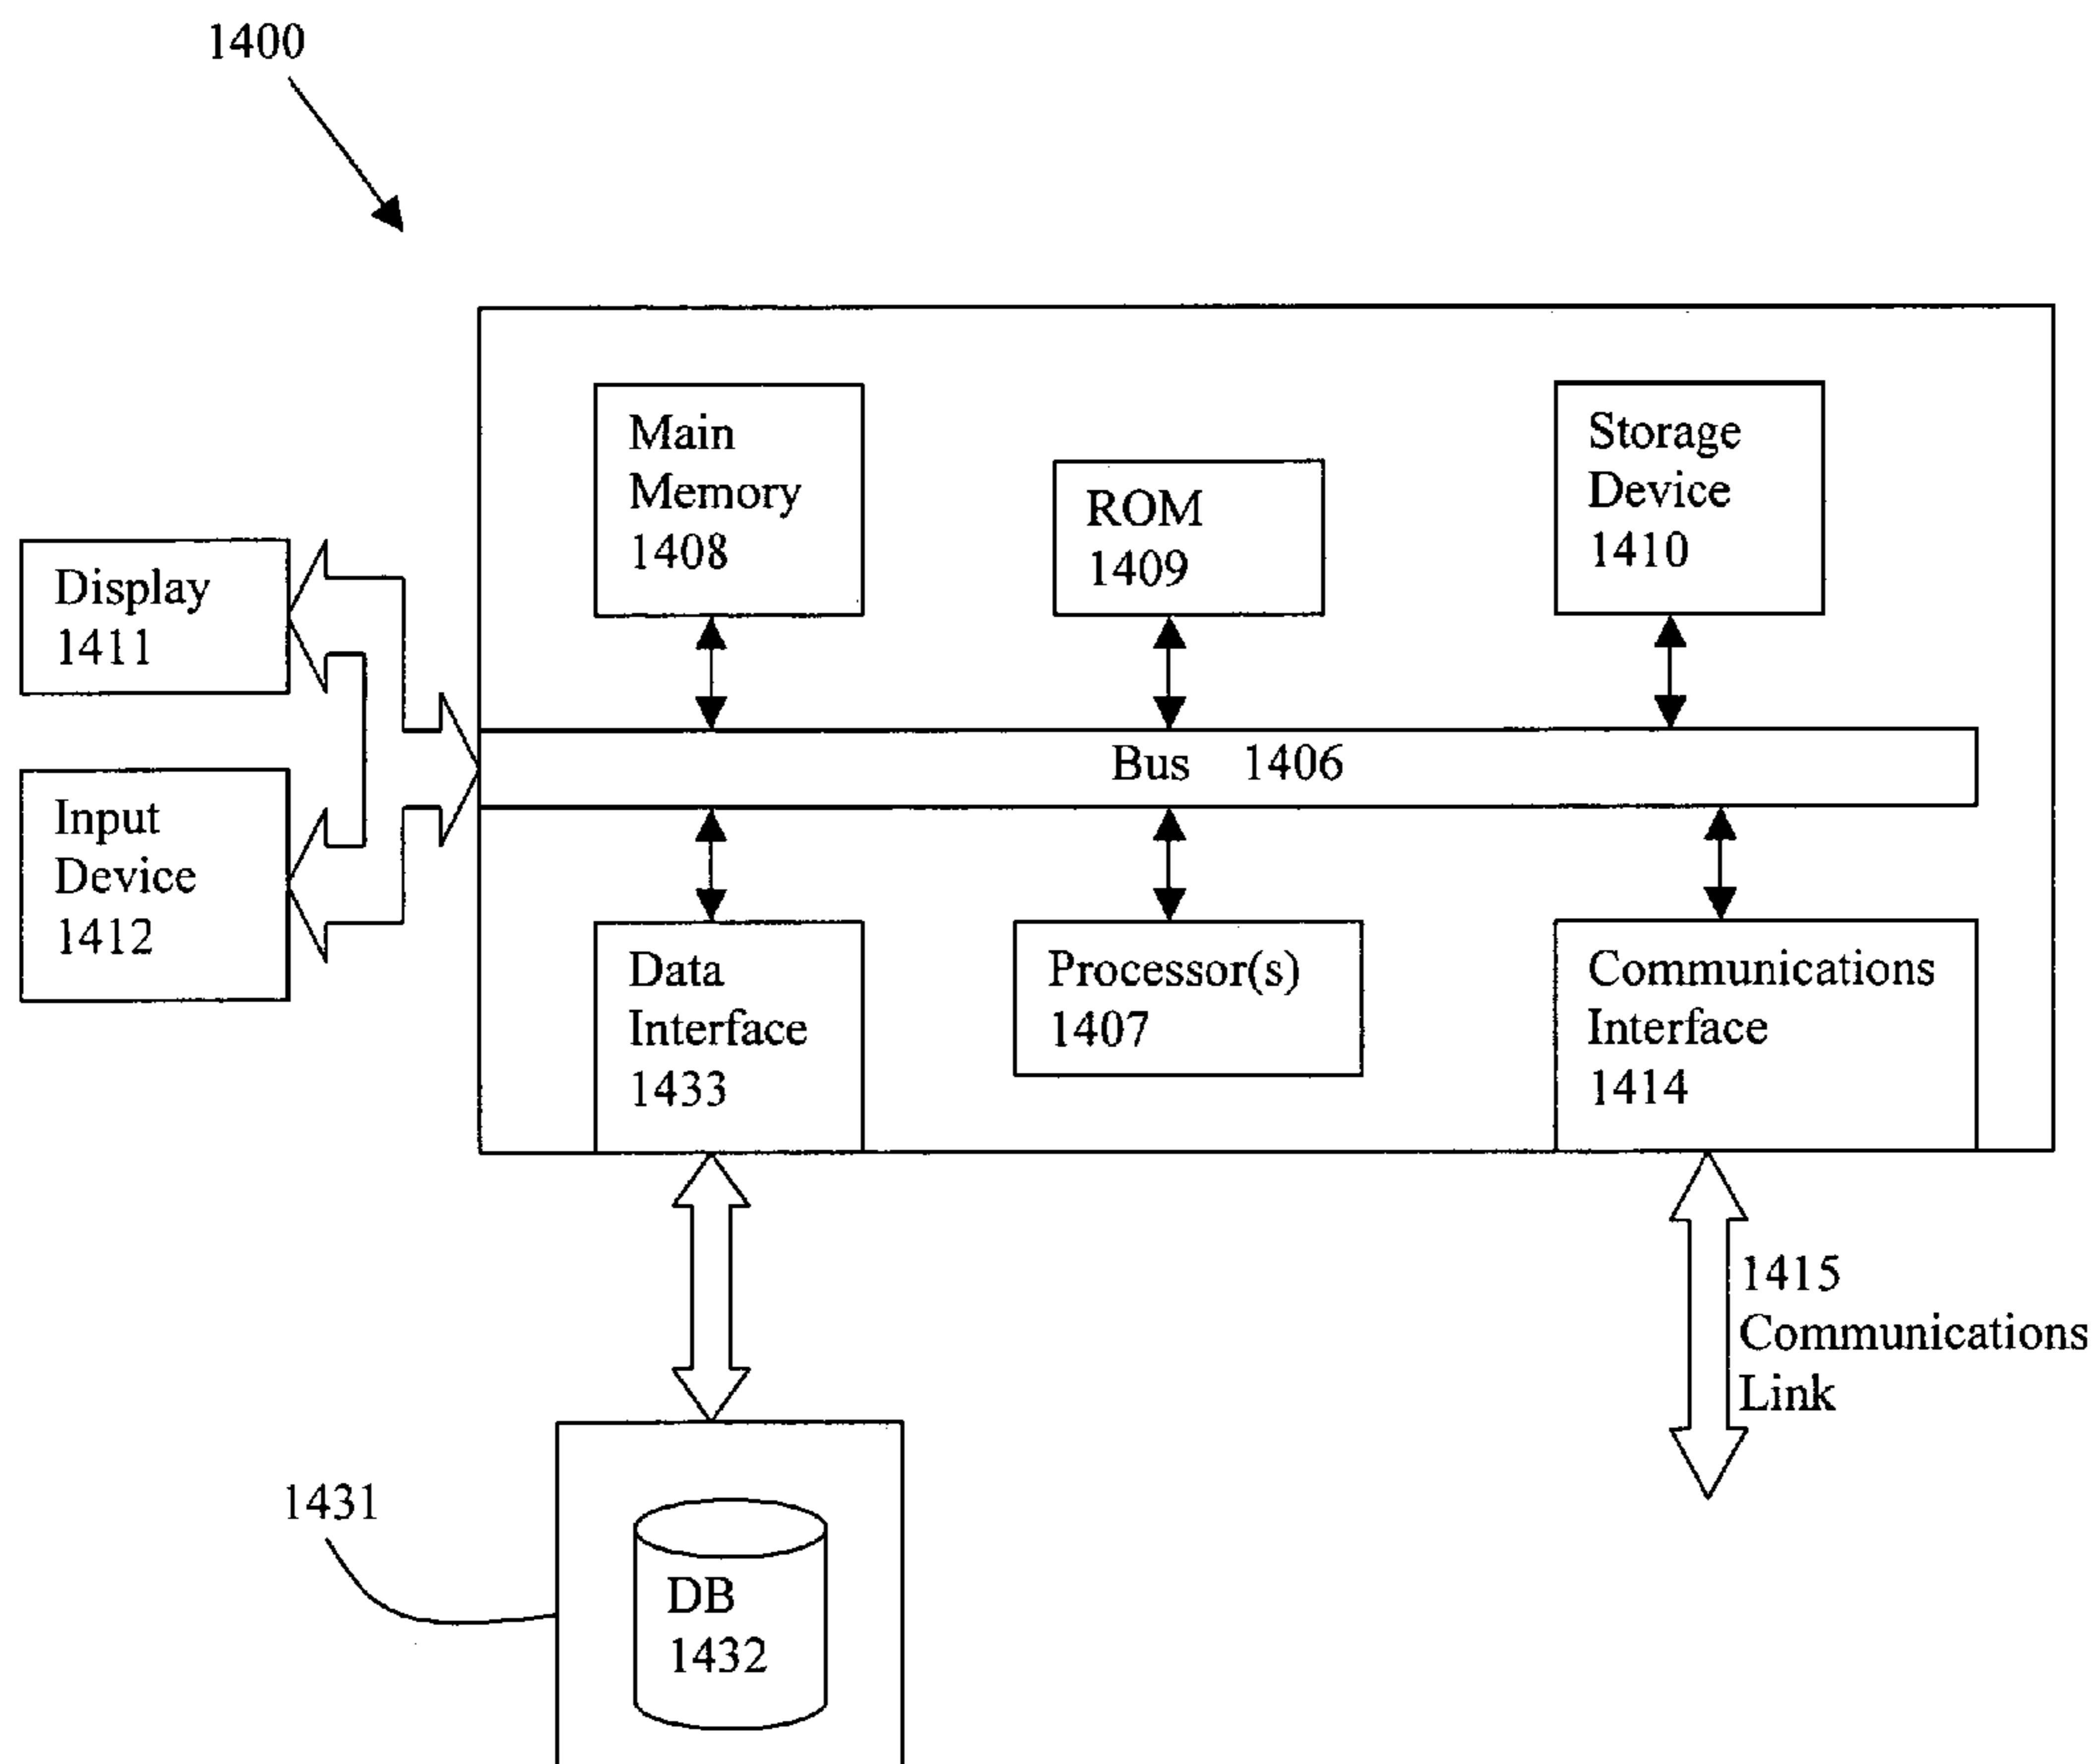 1400
Main
Memory
1408
ROM
1409
Storage
Device
1410
Display
1411
Bus 1406
Input
Device
1412
Data
Interface
1433
Processor(s)
1407
Communications
Interface
1414
1415
Communications
Link
1431
DB
1432